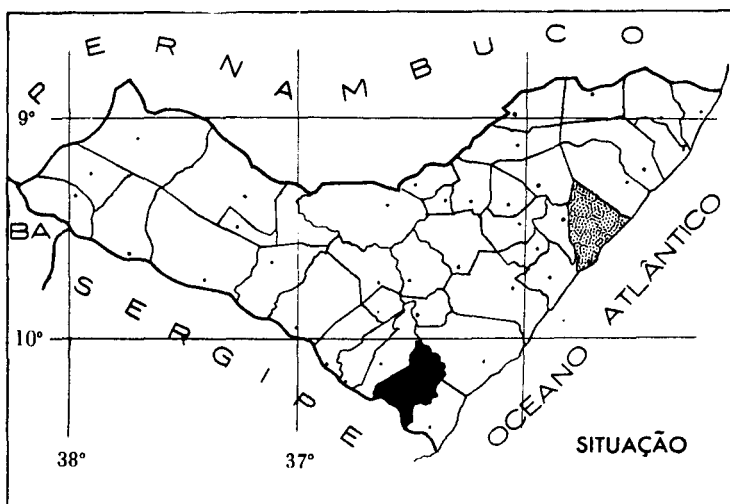 PERNAMBUCO
9°
BA
SERGIPE
10°
OCEANO ATLÂNTICO
SITUAÇÃO
38°
37°